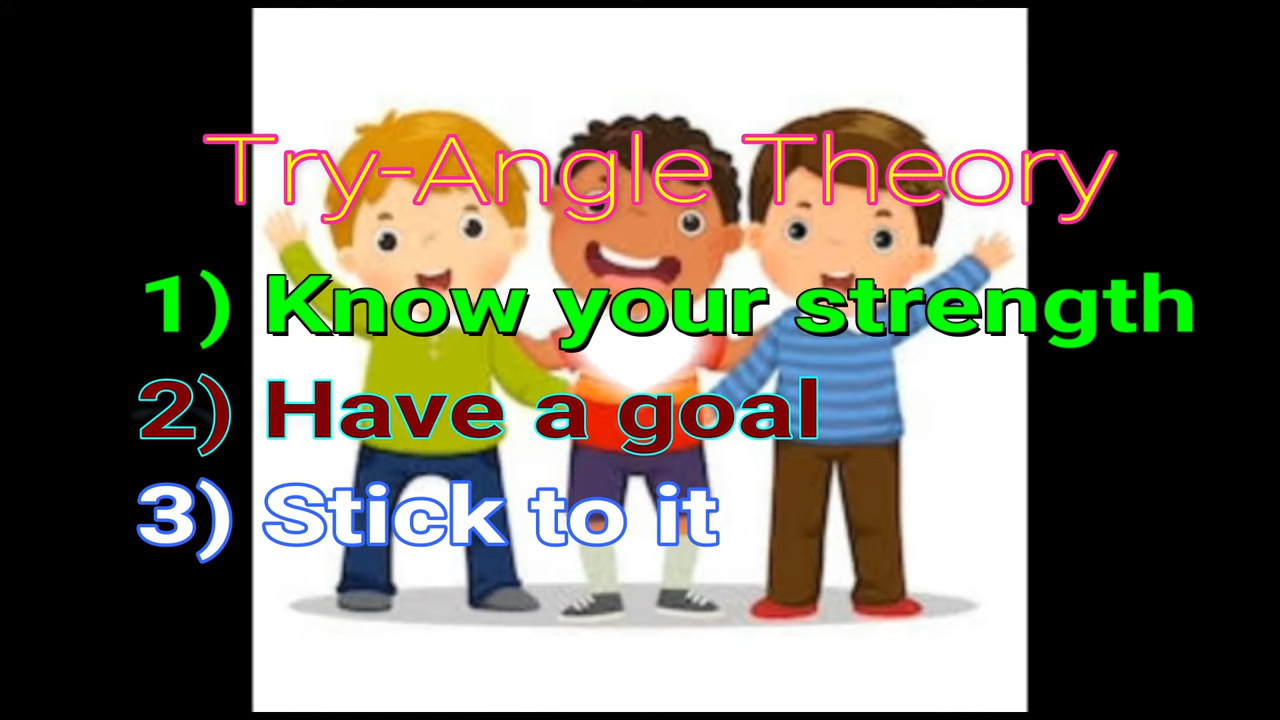 Try-Angle Theory
1) Know your strength
2) Have a goal
3) Stick to it